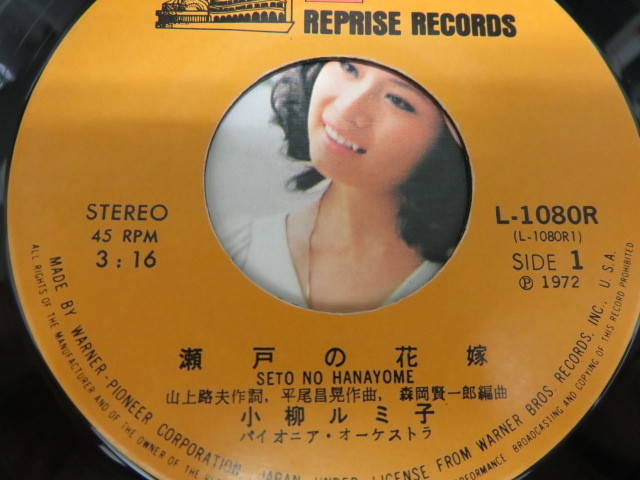 REPRISE RECORDS
STEREO
45 RPM
3:16
L-1080R
(L-1080R1)
SIDE 1
Ⓟ 1972
瀬戸の花嫁
SETO NO HANAYOME
山上路夫作詞, 平尾昌晃作曲, 森岡賢一郎編曲
小柳ルミ子
パイオニア・オーケストラ
MADE BY WARNER-PIONEER CORPORATION, JAPAN, UNDER LICENSE FROM WARNER BROS. RECORDS, INC., U.S.A.
ALL RIGHTS OF THE MANUFACTURER AND OF THE OWNER OF THE PERFORMANCE, BROADCASTING AND COPYING OF THIS RECORD PROHIBITED